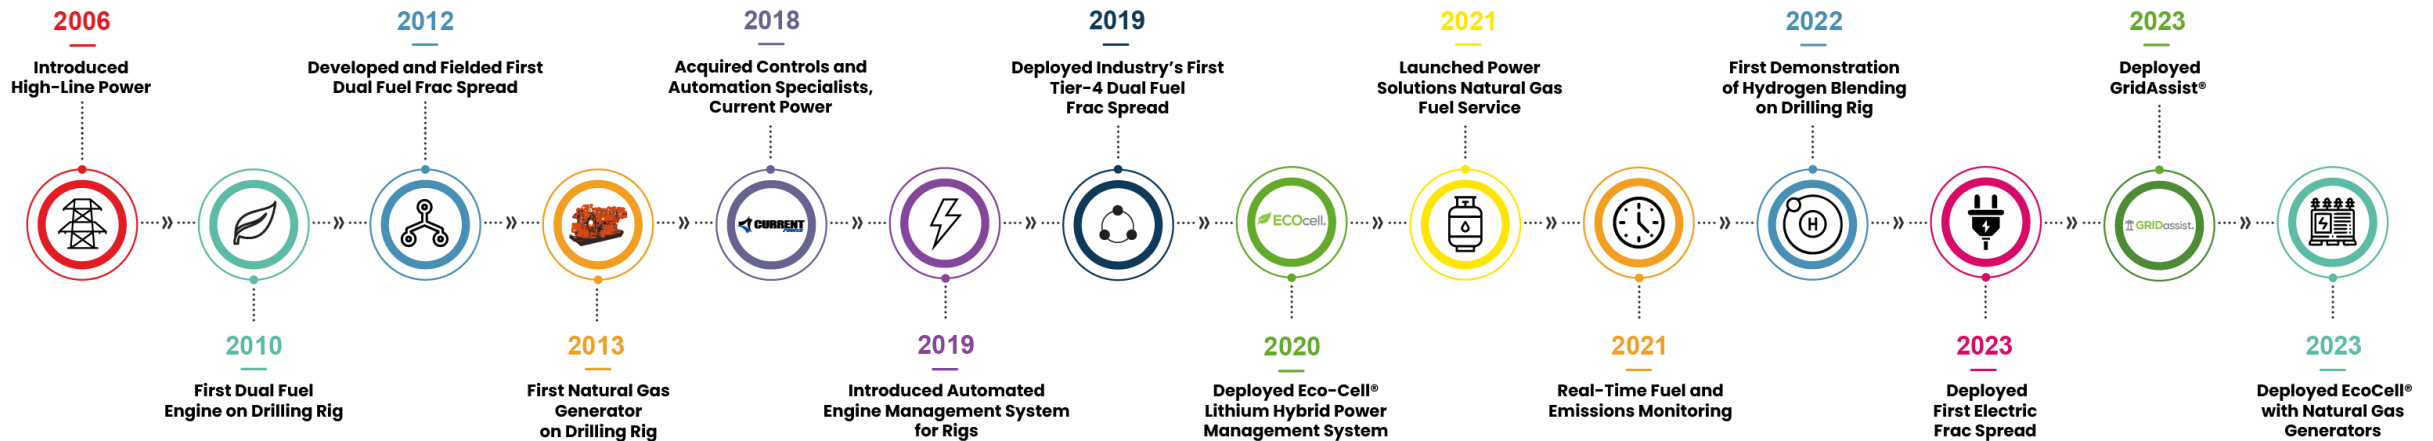 2006
Introduced
High-Line Power
2010
First Dual Fuel
Engine on Drilling Rig
2012
Developed and Fielded First
Dual Fuel Frac Spread
2013
First Natural Gas
Generator
on Drilling Rig
2018
Acquired Controls and
Automation Specialists,
Current Power
CURRENT
POWER
2019
Introduced Automated
Engine Management System
for Rigs
2019
Deployed Industry’s First
Tier-4 Dual Fuel
Frac Spread
ECOcell.
2020
Deployed Eco-Cell®
Lithium Hybrid Power
Management System
2021
Launched Power
Solutions Natural Gas
Fuel Service
2021
Real-Time Fuel and
Emissions Monitoring
2022
First Demonstration
of Hydrogen Blending
on Drilling Rig
H
2023
Deployed
First Electric
Frac Spread
2023
Deployed
GridAssist®
GRIDassist.
2023
Deployed EcoCell®
with Natural Gas
Generators